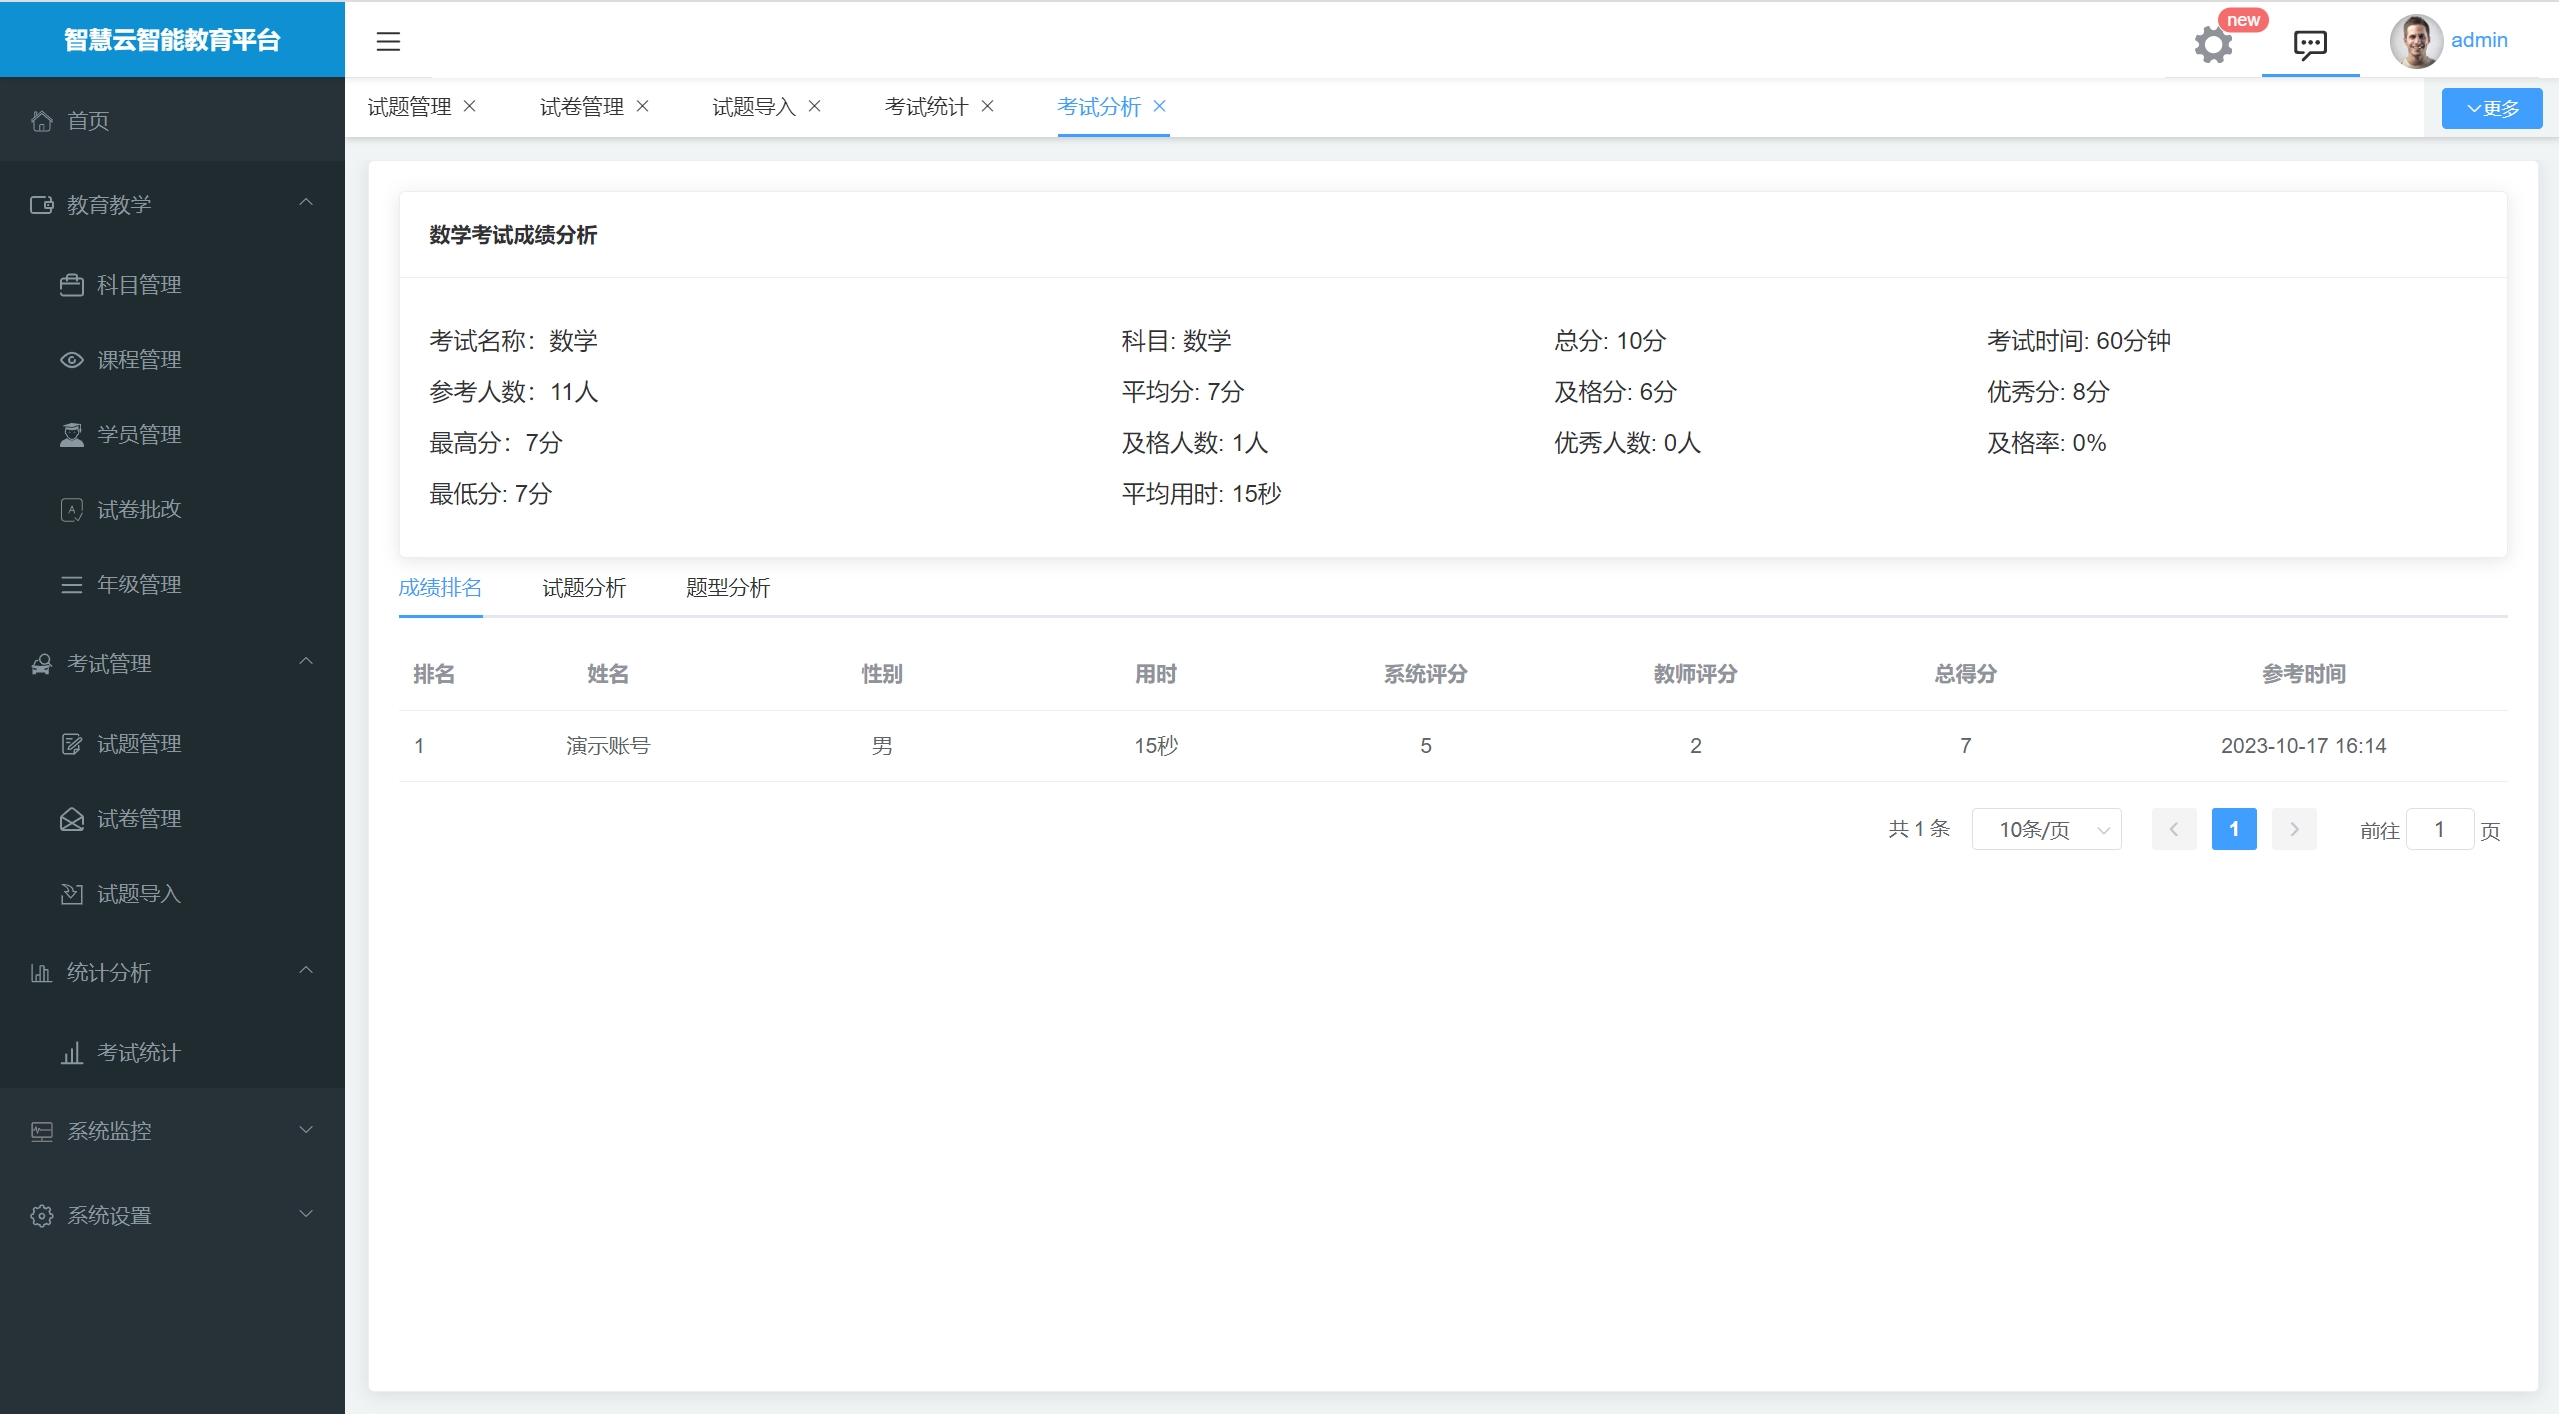 智慧云智能教育平台
new
admin
首页
教育教学
科目管理
课程管理
学员管理
试卷批改
年级管理
考试管理
试题管理
试卷管理
试题导入
统计分析
考试统计
系统监控
系统设置
试题管理 试卷管理 试题导入 考试统计 考试分析 更多
数学考试成绩分析
考试名称：数学 科目: 数学 总分: 10分 考试时间: 60分钟
参考人数：11人 平均分: 7分 及格分: 6分 优秀分: 8分
最高分：7分 及格人数: 1人 优秀人数: 0人 及格率: 0%
最低分: 7分 平均用时: 15秒
成绩排名 试题分析 题型分析
排名 姓名 性别 用时 系统评分 教师评分 总得分 参考时间
1 演示账号 男 15秒 5 2 7 2023-10-17 16:14
共 1 条 10条/页 1 前往 1 页